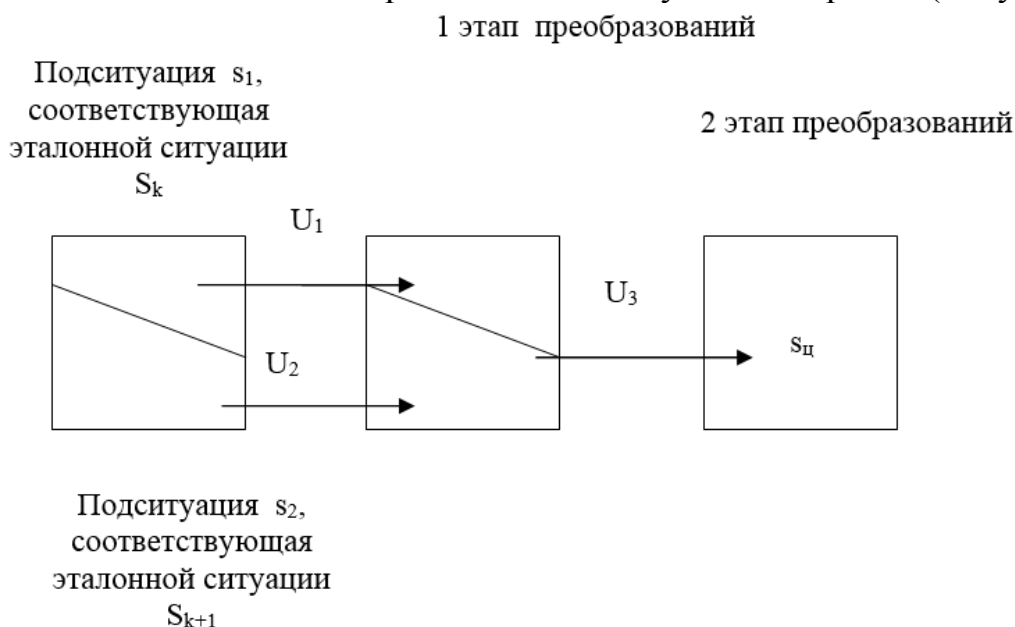 1 этап преобразований
Подситуация s₁,
соответствующая
эталонной ситуации
Sₖ
2 этап преобразований
U₁
U₂
U₃
sц
Подситуация s₂,
соответствующая
эталонной ситуации
Sₖ₊₁